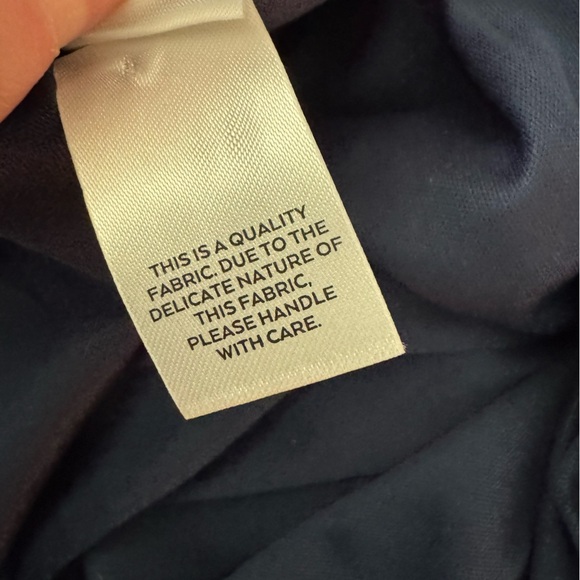 THIS IS A QUALITY
FABRIC. DUE TO THE
DELICATE NATURE OF
THIS FABRIC,
PLEASE HANDLE
WITH CARE.